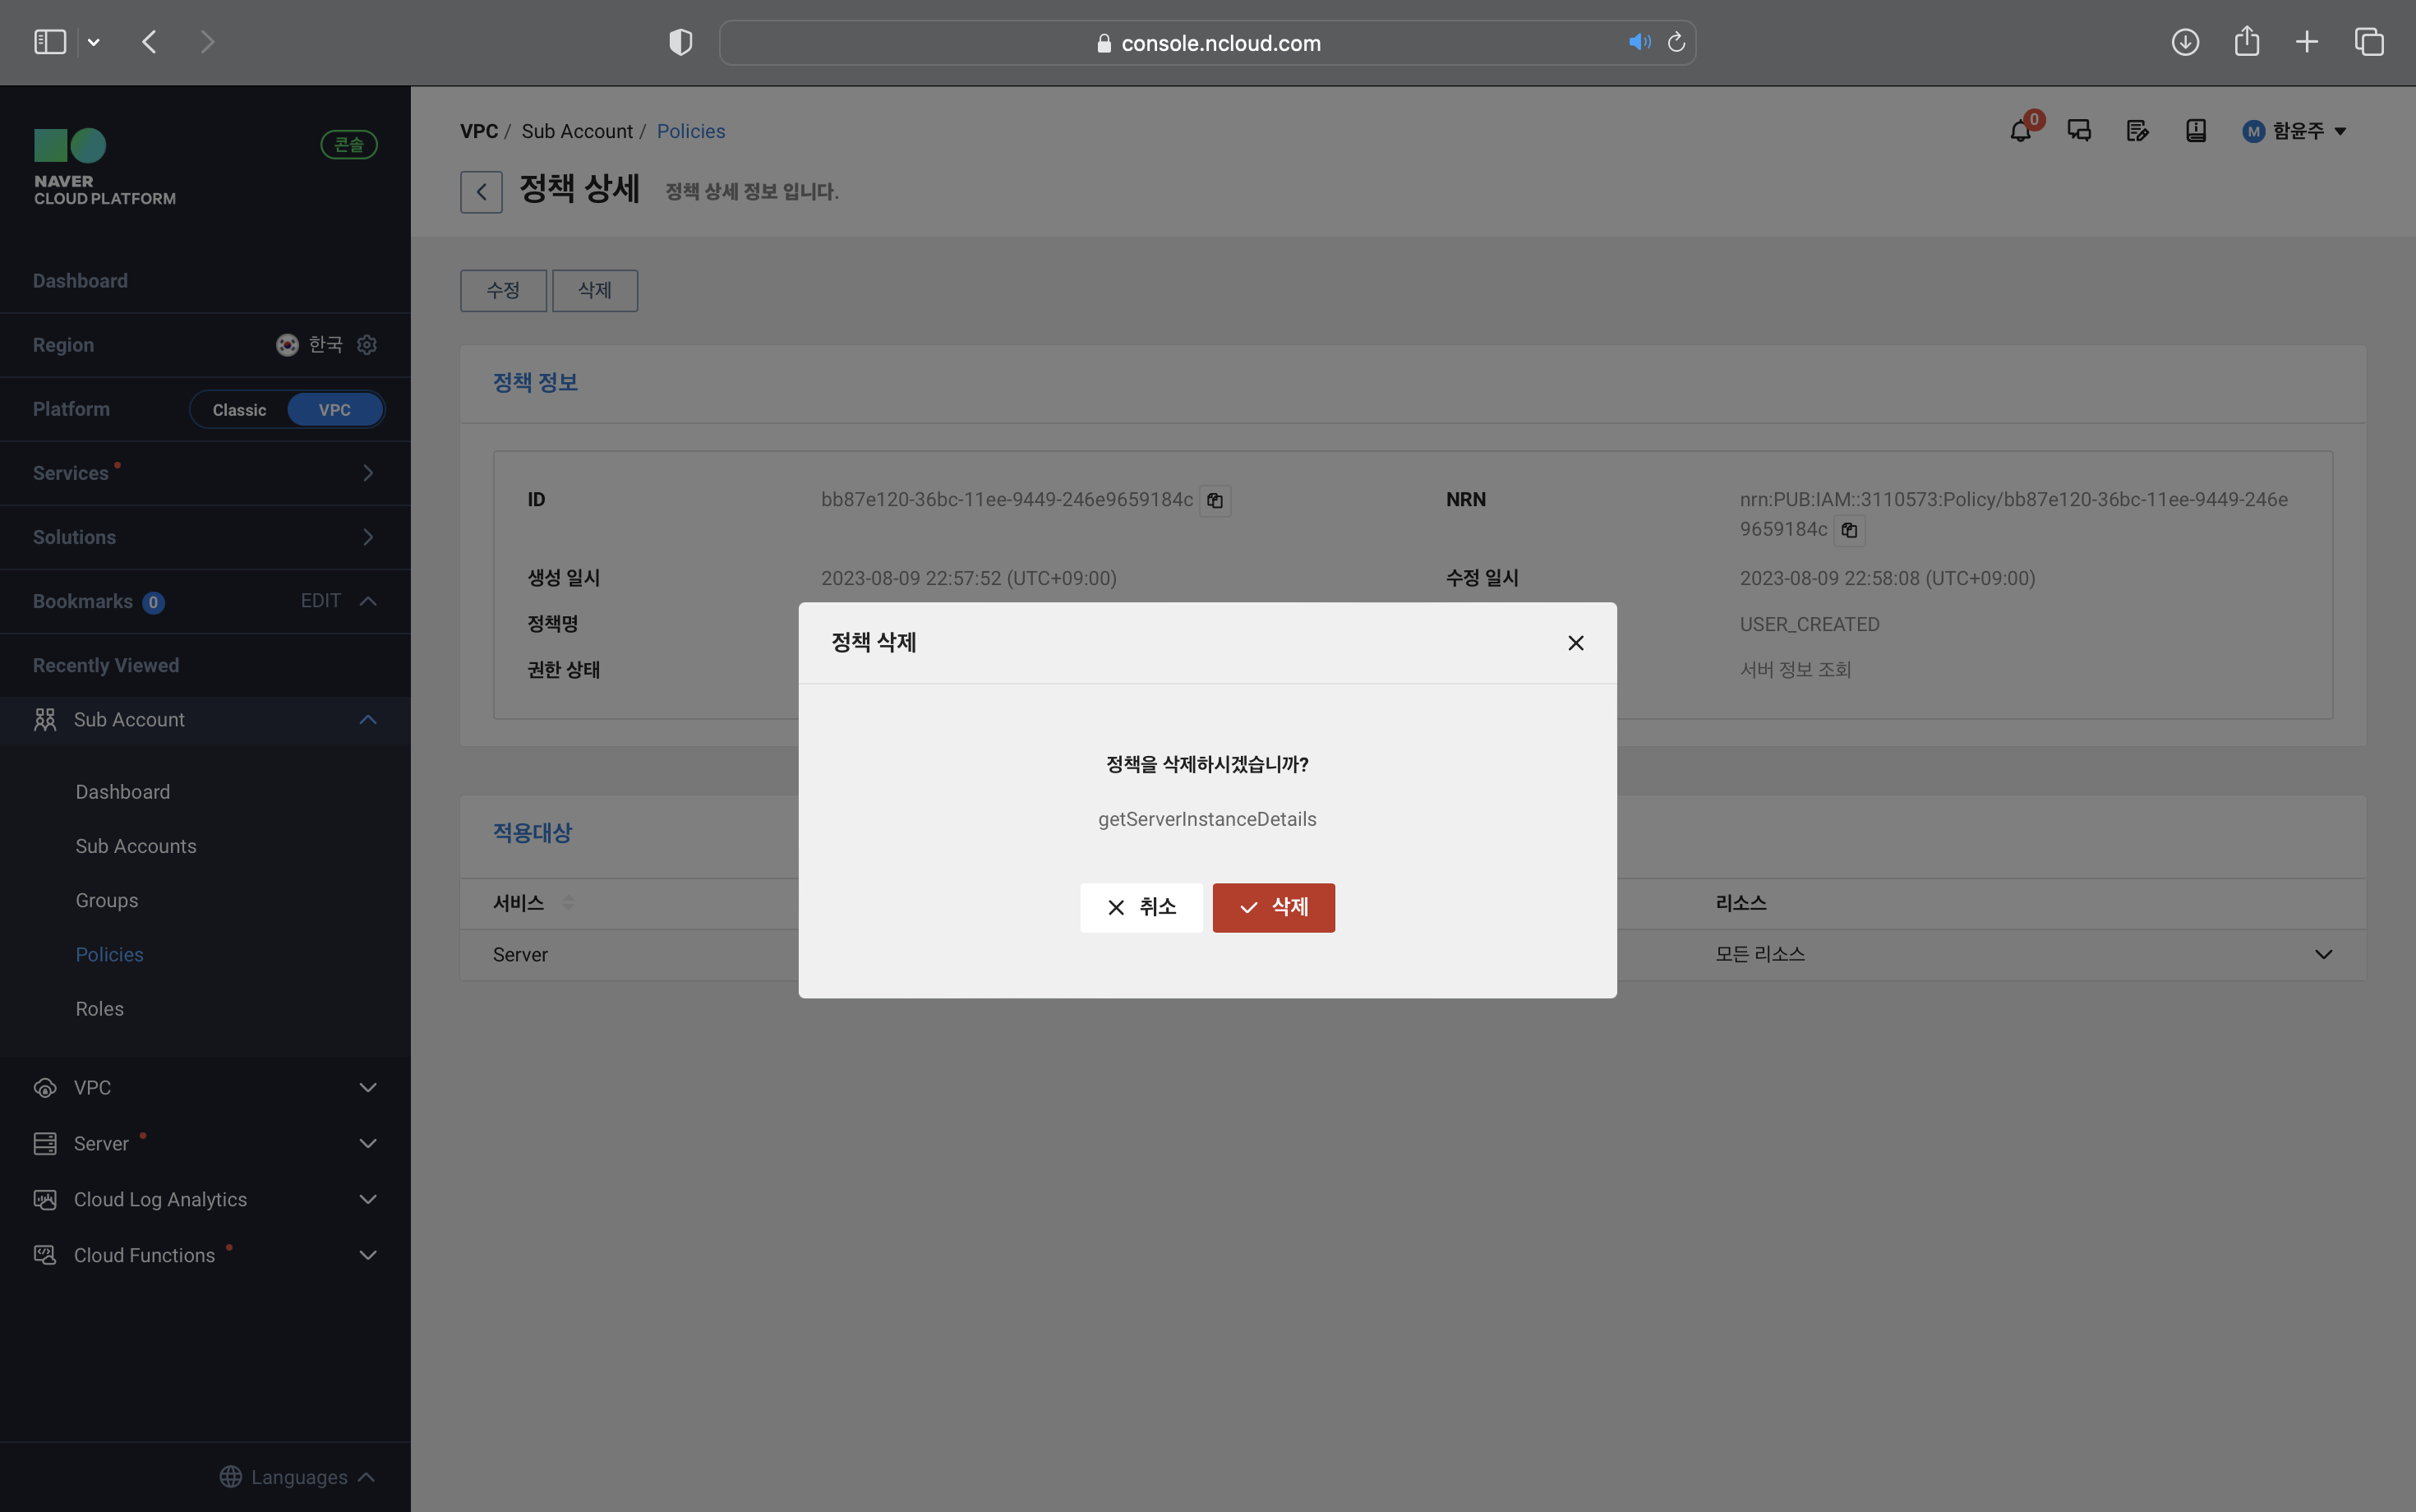 console.ncloud.com
NAVER
CLOUD PLATFORM
콘솔
Dashboard
Region 한국
Platform Classic VPC
Services
Solutions
Bookmarks 0 EDIT
Recently Viewed
Sub Account
Dashboard
Sub Accounts
Groups
Policies
Roles
VPC
Server
Cloud Log Analytics
Cloud Functions
Languages
VPC / Sub Account / Policies
0
M 함윤주
정책 상세 정책 상세 정보 입니다.
수정 삭제
정책 정보
ID bb87e120-36bc-11ee-9449-246e9659184c NRN nrn:PUB:IAM::3110573:Policy/bb87e120-36bc-11ee-9449-246e
9659184c
생성 일시 2023-08-09 22:57:52 (UTC+09:00) 수정 일시 2023-08-09 22:58:08 (UTC+09:00)
정책명 USER_CREATED
권한 상태 서버 정보 조회
정책 삭제
정책을 삭제하시겠습니까?
getServerInstanceDetails
취소 삭제
적용대상
서비스 리소스
Server 모든 리소스